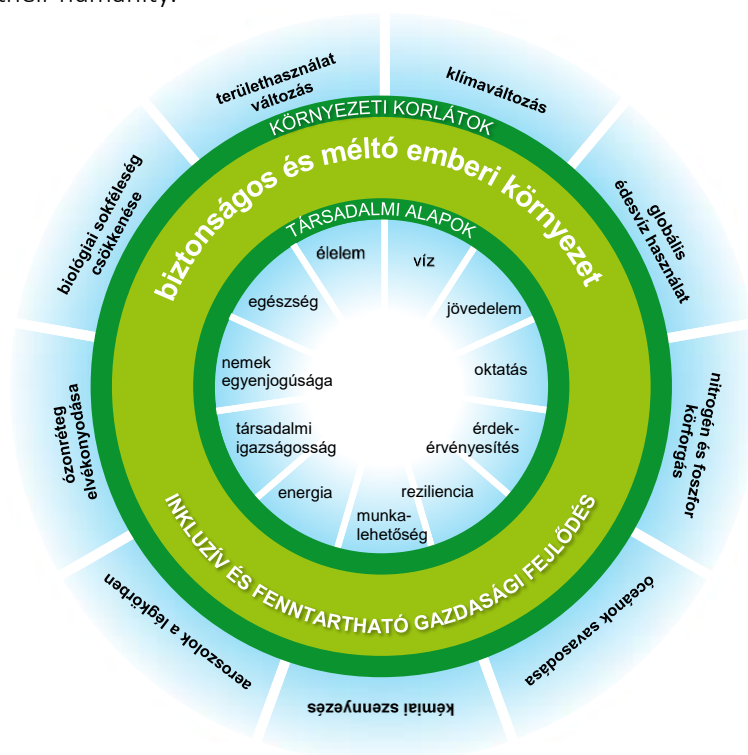 their humanity.
területhasználat
változás
klímaváltozás
KÖRNYEZETI KORLÁTOK
biztonságos és méltó emberi környezet
TÁRSADALMI ALAPOK
biológiai sokféleség
csökkenése
globális
édesvíz használat
élelem
víz
egészség
jövedelem
nemek
egyenjogúsága
oktatás
társadalmi
igazságosság
érdek-
érvényesítés
energia
reziliencia
munka-
lehetőség
ózonréteg
elvékonyodása
nitrogén és foszfor
körforgás
INKLUZÍV ÉS FENNTARTHATÓ GAZDASÁGI FEJLŐDÉS
aeroszolok a légkörben
óceánok savasodása
kémiai szennyezés